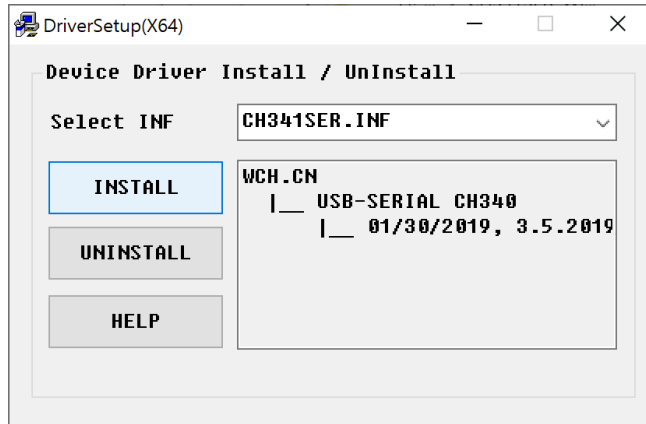 DriverSetup(X64)
Device Driver Install / UnInstall
Select INF
CH341SER.INF
INSTALL
UNINSTALL
HELP
WCH.CN
|__ USB-SERIAL CH340
|__ 01/30/2019, 3.5.2019